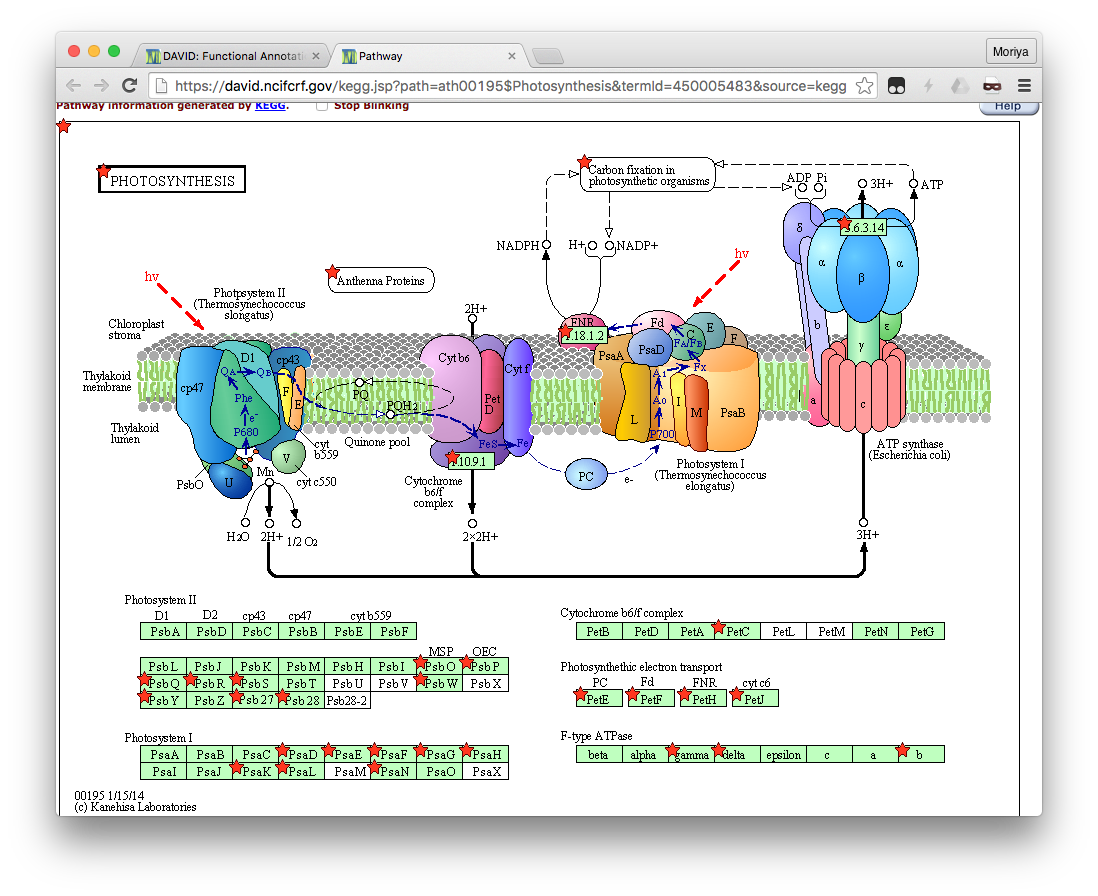 DAVID: Functional Annotati
Pathway
Moriya
https://david.ncifcrf.gov/kegg.jsp?path=ath00195$Photosynthesis&termId=450005483&source=kegg
Pathway information generated by KEGG.
Stop Blinking
Help
PHOTOSYNTHESIS
Carbon fixation in
photosynthetic organisms
ADP Pi
3H+
ATP
NADPH
H+
NADP+
hν
Anthenna Proteins
hν
Photpsystem II
(Thermosynechococcus
slongatus)
Chloroplast
stroma
Thylakoid
membrane
Thylakoid
lumen
2H+
FNR
1.18.1.2
Fd
3.6.3.14
δ
α
β
α
b
ε
γ
a
c
cp47
D1
cp43
QA
QB
Phe
e-
P680
F
E
cyt
b559
V
cyt c550
PsbO
U
Mn
H2O
2H+
1/2 O2
PQ
PQH2
Quinone pool
Cyt b6
Pet
D
Cyt f
FeS
Fe
1.10.9.1
Cytochrome
b6/f
complex
2×2H+
PC
e-
PsaA
PsaD
C
E
F
FA/FB
Fx
A1
A0
P700
L
I
M
PsaB
Photosystem I
(Thermosynechococcus
elongatus)
ATP synthase
(Escherichia coli)
3H+
Photosystem II
D1 D2 cp43 cp47 cyt b559
PsbA PsbD PsbC PsbB PsbE PsbF
MSP OEC
PsbL PsbJ PsbK PsbM PsbH PsbI PsbO PsbP
PsbQ PsbR PsbS PsbT PsbU PsbV PsbW PsbX
PsbY PsbZ Psb27 Psb28 Psb28-2
Photosystem I
PsaA PsaB PsaC PsaD PsaE PsaF PsaG PsaH
PsaI PsaJ PsaK PsaL PsaM PsaN PsaO PsaX
Cytochrome b6/f complex
PetB PetD PetA PetC PetL PetM PetN PetG
Photosynthethic electron transport
PC Fd FNR cyt c6
PetE PetF PetH PetJ
F-type ATPase
beta alpha gamma delta epsilon c a b
00195 1/15/14
(c) Kanehisa Laboratories